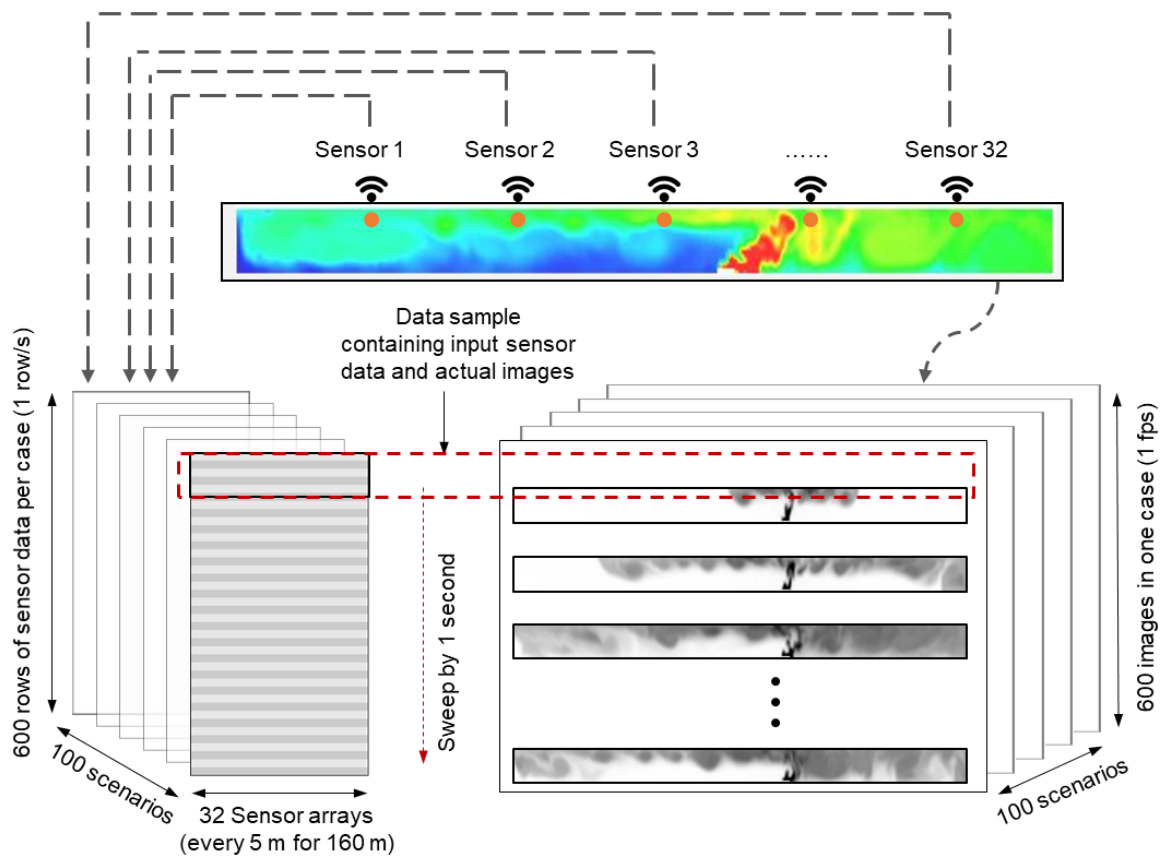 Sensor 1
Sensor 2
Sensor 3
......
Sensor 32
Data sample
containing input sensor
data and actual images
600 rows of sensor data per case (1 row/s)
Sweep by 1 second
600 images in one case (1 fps)
100 scenarios
100 scenarios
32 Sensor arrays
(every 5 m for 160 m)